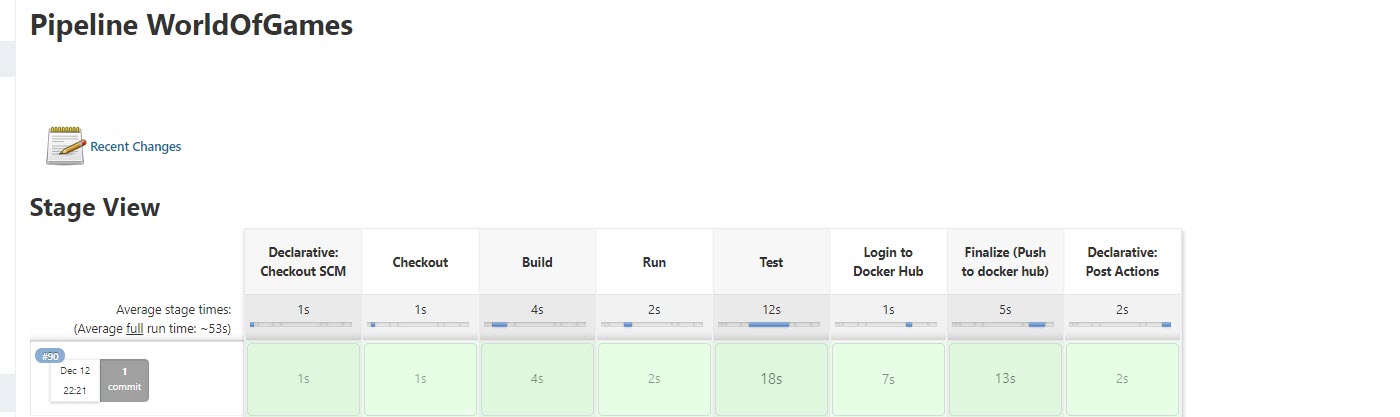 Pipeline WorldOfGames
Recent Changes
Stage View
Declarative:
Checkout SCM
Checkout
Build
Run
Test
Login to
Docker Hub
Finalize (Push
to docker hub)
Declarative:
Post Actions
Average stage times:
(Average full run time: ~53s)
1s
1s
4s
2s
12s
1s
5s
2s
#90
Dec 12
22:21
1
commit
1s
1s
4s
2s
18s
7s
13s
2s